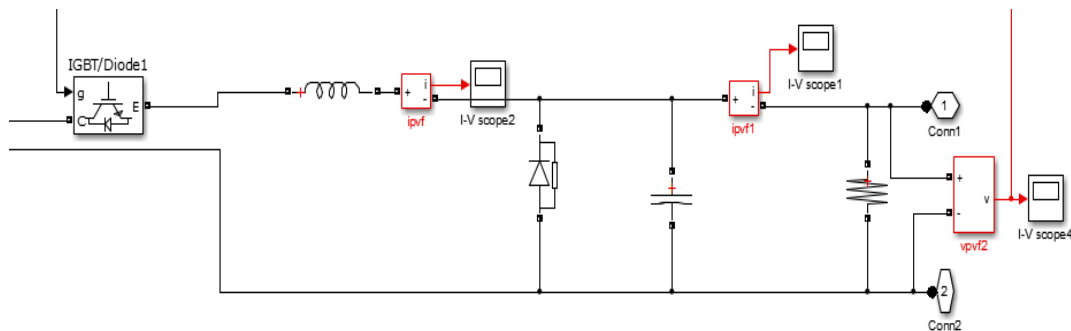 IGBT/Diode1
g
C
E
+
i
-
ipvf
I-V scope2
+
i
-
ipvf1
I-V scope1
1
Conn1
+
-
v
vpvf2
I-V scope4
2
Conn2